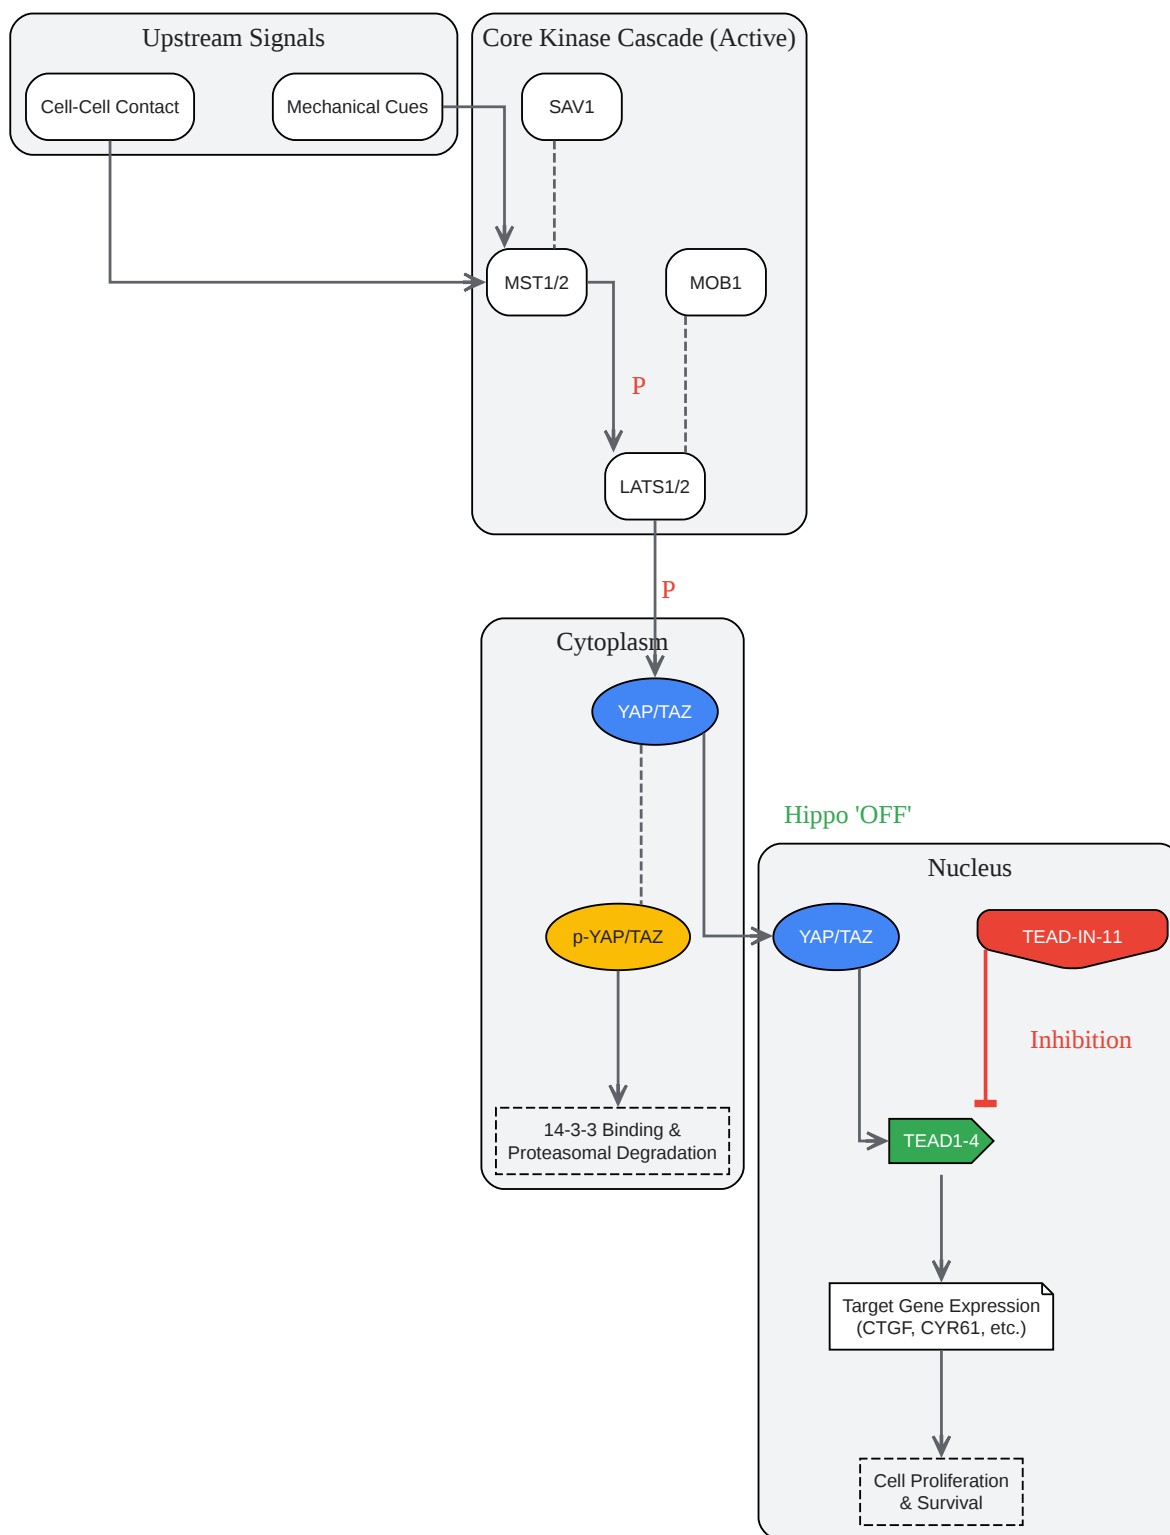 Upstream Signals
Core Kinase Cascade (Active)
Cell-Cell Contact
Mechanical Cues
SAV1
MST1/2
MOB1
P
LATS1/2
P
Cytoplasm
YAP/TAZ
Hippo 'OFF'
Nucleus
p-YAP/TAZ
YAP/TAZ
TEAD-IN-11
Inhibition
14-3-3 Binding &
Proteasomal Degradation
TEAD1-4
Target Gene Expression
(CTGF, CYR61, etc.)
Cell Proliferation
& Survival